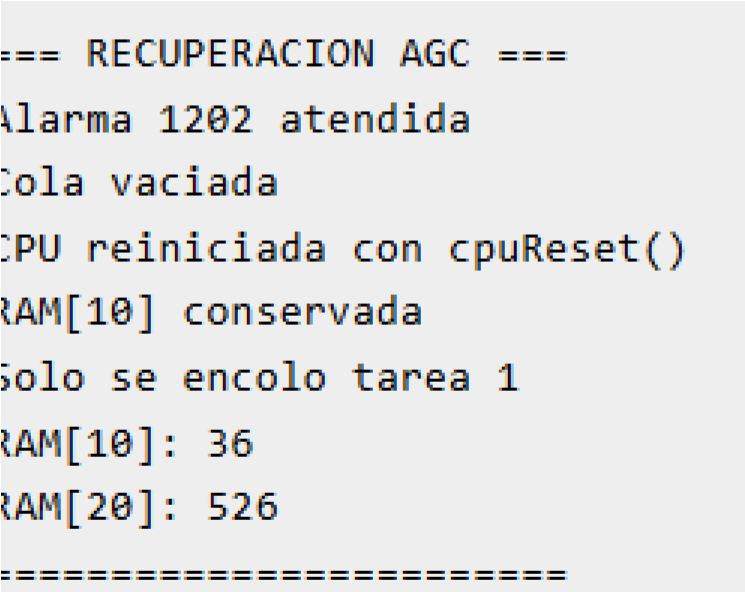 === RECUPERACION AGC ===
Alarma 1202 atendida
Cola vaciada
CPU reiniciada con cpuReset()
RAM[10] conservada
Solo se encolo tarea 1
RAM[10]: 36
RAM[20]: 526
========================